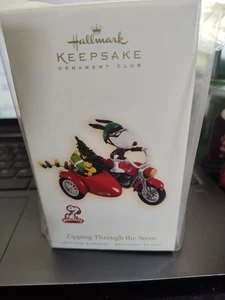 Hallmark
KEEPSAKE
ORNAMENT CLUB
Zipping Through the Snow